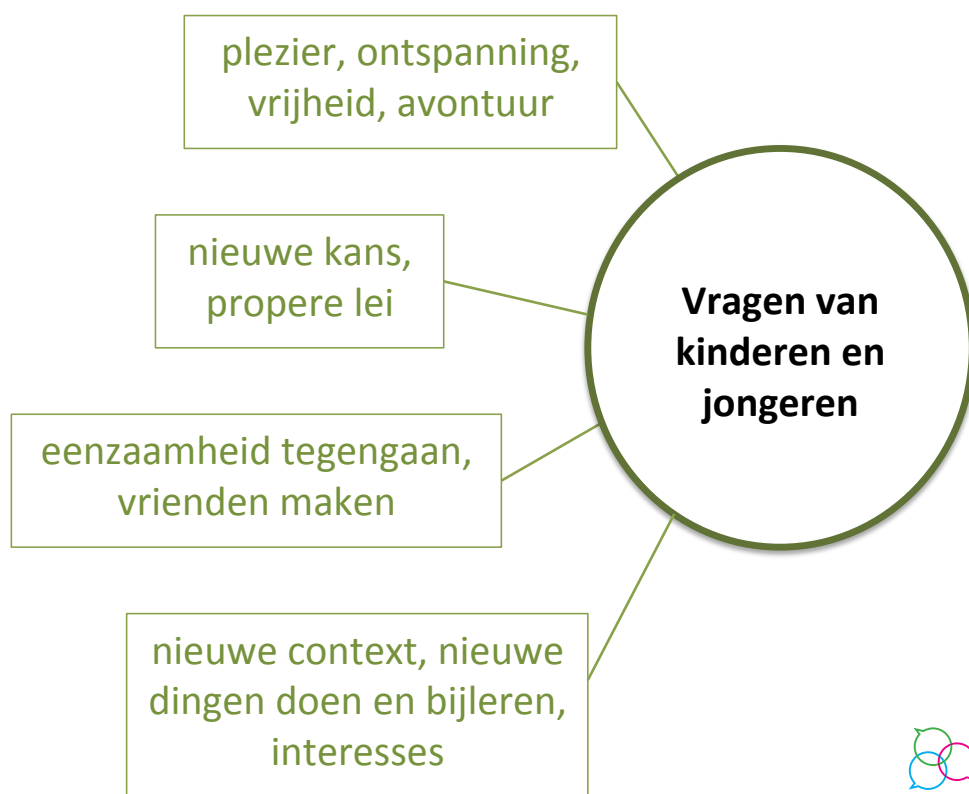 plezier, ontspanning,
vrijheid, avontuur
nieuwe kans,
propere lei
Vragen van
kinderen en
jongeren
eenzaamheid tegengaan,
vrienden maken
nieuwe context, nieuwe
dingen doen en bijleren,
interesses